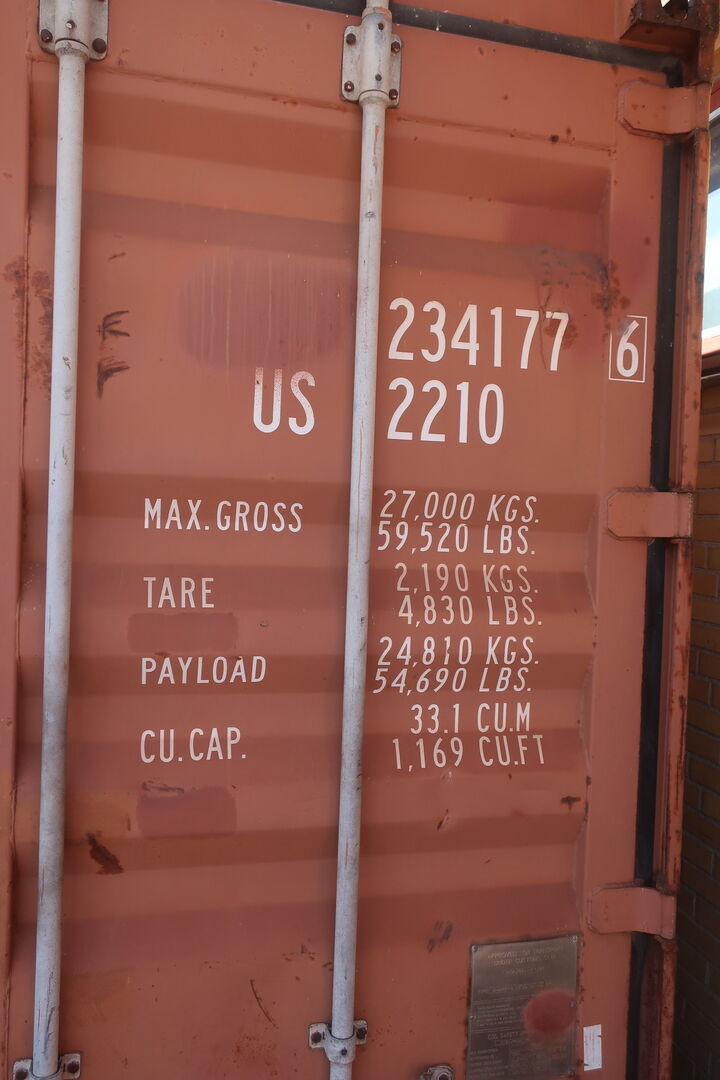 234177 6
US 2210
MAX.GROSS 27,000 KGS.
59,520 LBS.
TARE 2,190 KGS.
4,830 LBS.
PAYLOAD 24,810 KGS.
54,690 LBS.
CU.CAP. 33.1 CU.M
1,169 CU.FT